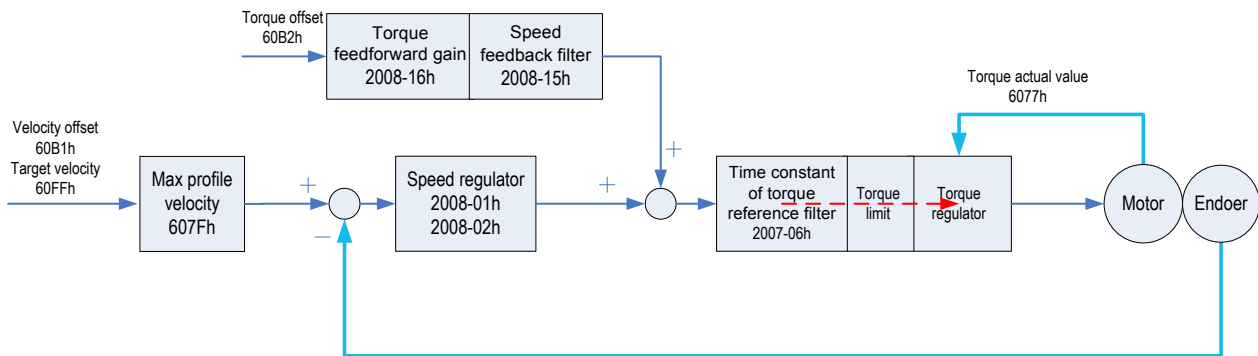 Torque offset
60B2h
Torque
feedforward gain
2008-16h
Speed
feedback filter
2008-15h
Torque actual value
6077h
Velocity offset
60B1h
Target velocity
60FFh
Max profile
velocity
607Fh
+
−
Speed regulator
2008-01h
2008-02h
+
+
Time constant
of torque
reference filter
2007-06h
Torque
limit
Torque
regulator
Motor
Endoer